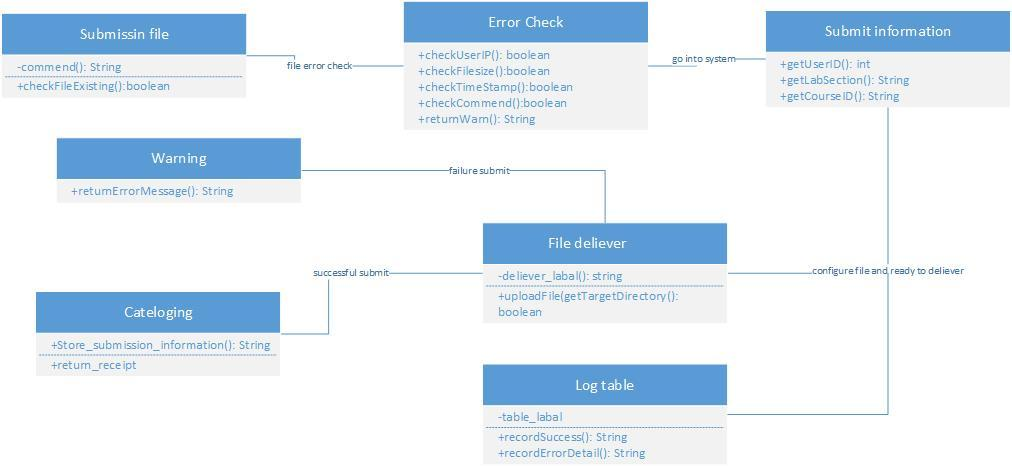 Submissin file
-commend(): String
+checkFileExisting():boolean
file error check
Error Check
+checkUserIP(): boolean
+checkFilesize():boolean
+checkTimeStamp():boolean
+checkCommend():boolean
+returnWarn(): String
go into system
Submit information
+getUserID(): int
+getLabSection(): String
+getCourseID(): String
Warning
+returnErrorMessage(): String
failure submit
File deliever
-deliever_labal(): string
+uploadFile(getTargetDirectory():
boolean
successful submit
configure file and ready to deliever
Cateloging
+Store_submission_information(): String
+return_receipt
Log table
-table_labal
+recordSuccess(): String
+recordErrorDetail(): String